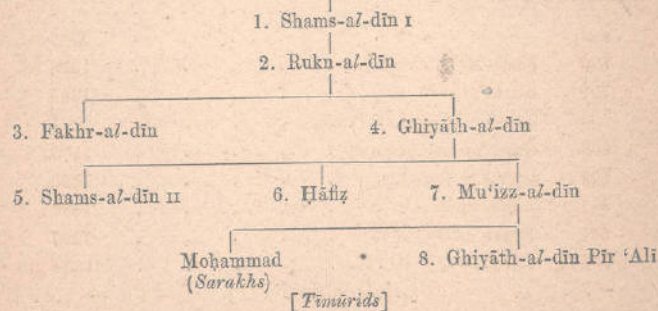 1. Shams-al-dīn I
2. Rukn-al-dīn
3. Fakhr-al-dīn 4. Ghiyāth-al-dīn
5. Shams-al-dīn II 6. Ḥāfiẓ 7. Mu‘izz-al-dīn
Moḥammad 8. Ghiyāth-al-dīn Pīr ‘Alī
(Sarakhs)
[Tīmūrids]